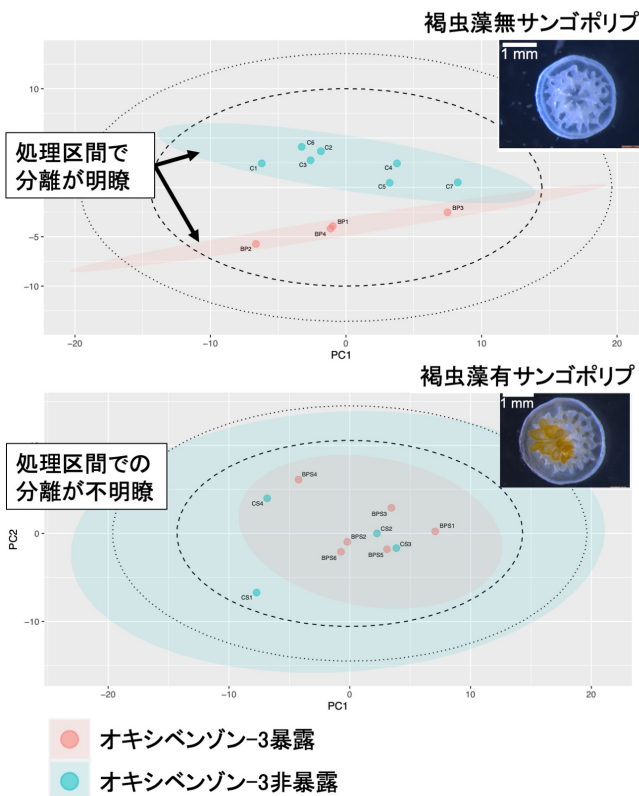 褐虫藻無サンゴポリプ
1 mm
10
処理区間で
分離が明瞭
C6
C2
C1
C3
C4
C5
C7
BP3
BP1
BP4
BP2
−5
−10
−20
−10
0
10
20
PC1
褐虫藻有サンゴポリプ
1 mm
処理区間での
分離が不明瞭
BPS4
CS4
BPS3
CS2
BPS1
BPS2
CS3
BPS6
BPS5
CS1
PC2
0
−10
−20
−10
0
10
20
PC1
オキシベンゾン-3暴露
オキシベンゾン-3非暴露